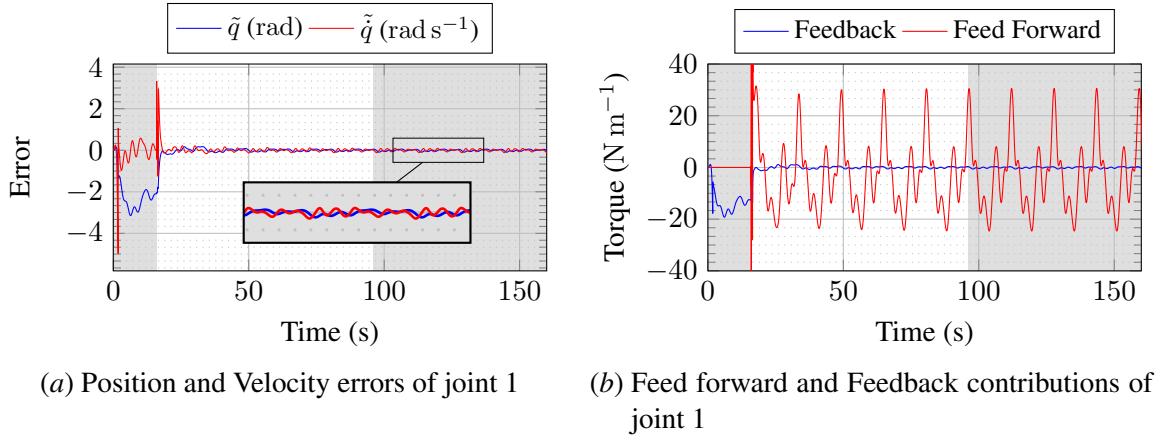 q̃ (rad) q̃̇ (rad s⁻¹)
4
2
0
−2
−4
Error
0 50 100 150
Time (s)
(a) Position and Velocity errors of joint 1
Feedback Feed Forward
40
20
0
−20
−40
Torque (N m⁻¹)
0 50 100 150
Time (s)
(b) Feed forward and Feedback contributions of
joint 1